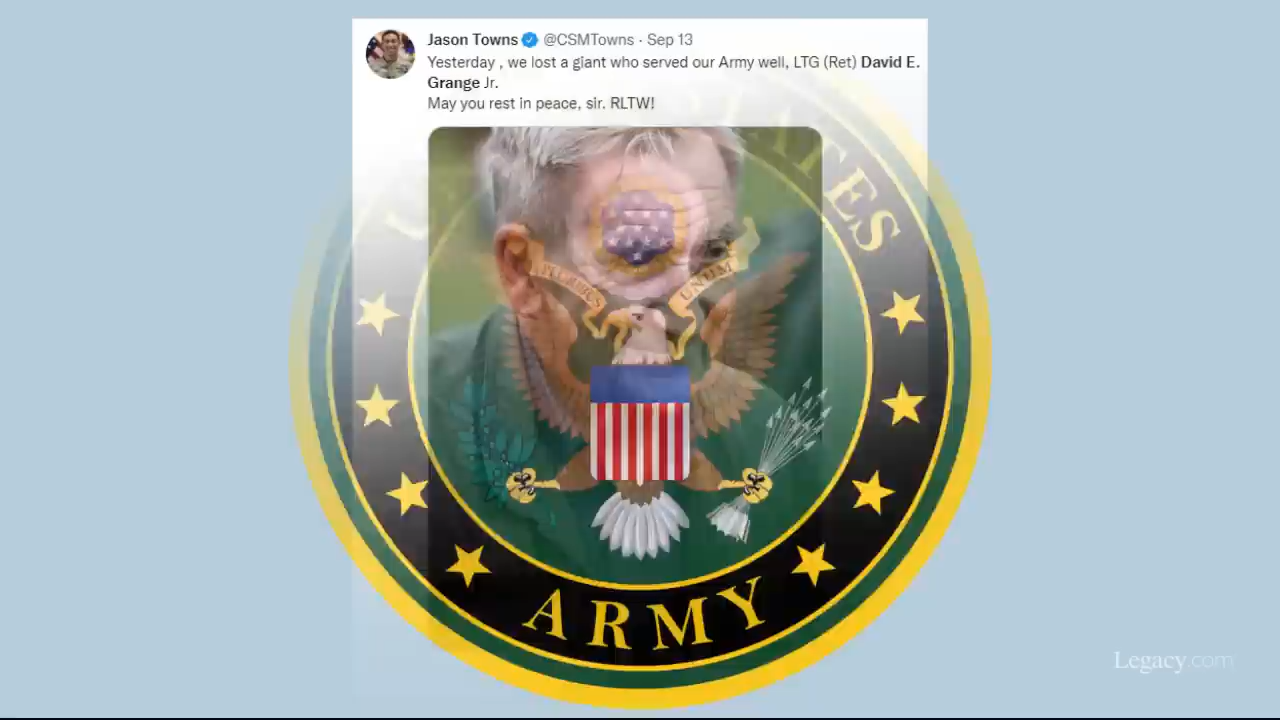 Jason Towns @CSMTowns · Sep 13
Yesterday , we lost a giant who served our Army well, LTG (Ret) David E.
Grange Jr.
May you rest in peace, sir. RLTW!
UNUM
ARMY
Legacy.com